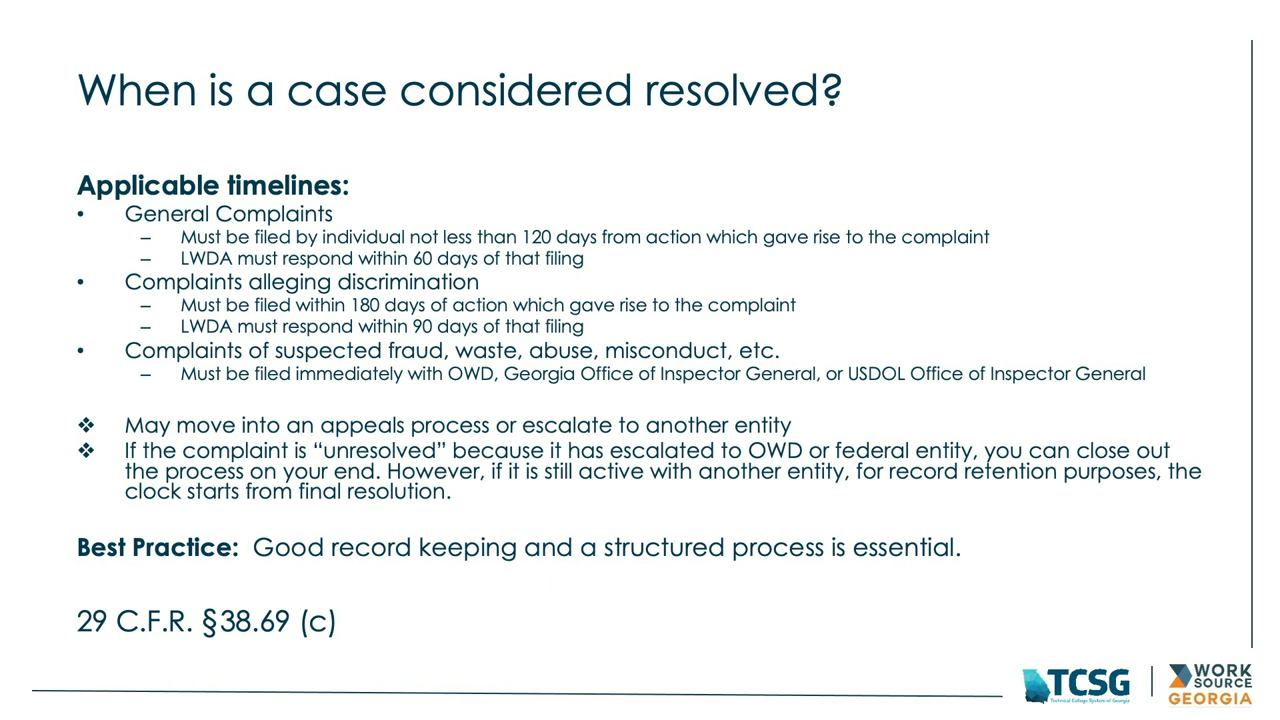 When is a case considered resolved?
Applicable timelines:
• General Complaints
– Must be filed by individual not less than 120 days from action which gave rise to the complaint
– LWDA must respond within 60 days of that filing
• Complaints alleging discrimination
– Must be filed within 180 days of action which gave rise to the complaint
– LWDA must respond within 90 days of that filing
• Complaints of suspected fraud, waste, abuse, misconduct, etc.
– Must be filed immediately with OWD, Georgia Office of Inspector General, or USDOL Office of Inspector General
❖ May move into an appeals process or escalate to another entity
❖ If the complaint is “unresolved” because it has escalated to OWD or federal entity, you can close out
the process on your end. However, if it is still active with another entity, for record retention purposes, the
clock starts from final resolution.
Best Practice: Good record keeping and a structured process is essential.
29 C.F.R. §38.69 (c)
TCSG
Technical College System of Georgia
WORK
SOURCE
GEORGIA